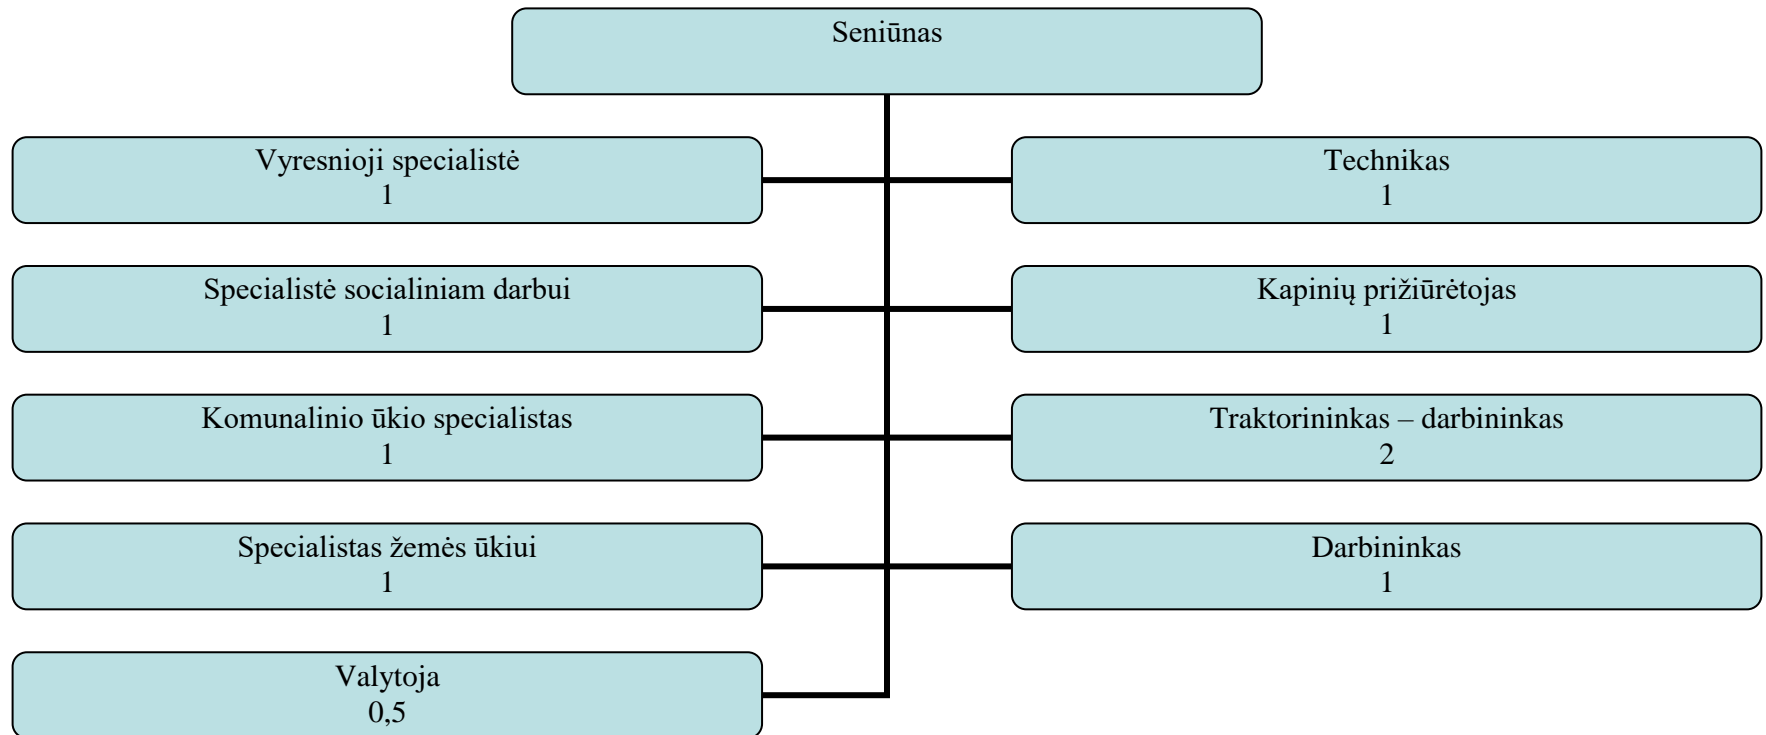 Seniūnas
Vyresnioji specialistė
1
Technikas
1
Specialistė socialiniam darbui
1
Kapinių prižiūrėtojas
1
Komunalinio ūkio specialistas
1
Traktorininkas – darbininkas
2
Specialistas žemės ūkiui
1
Darbininkas
1
Valytoja
0,5